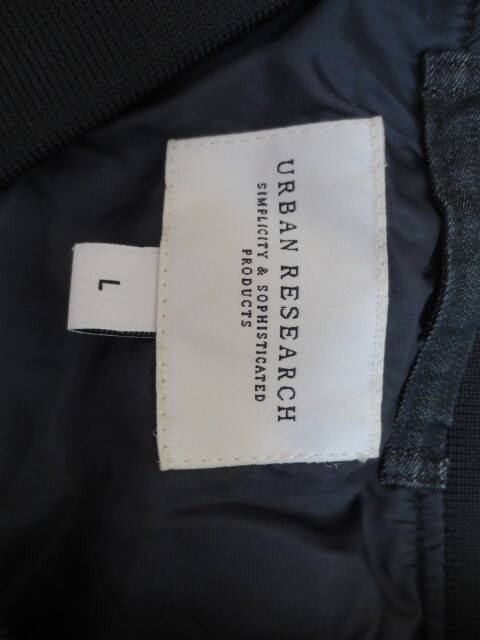 URBAN RESEARCH
SIMPLICITY & SOPHISTICATED
PRODUCTS
L